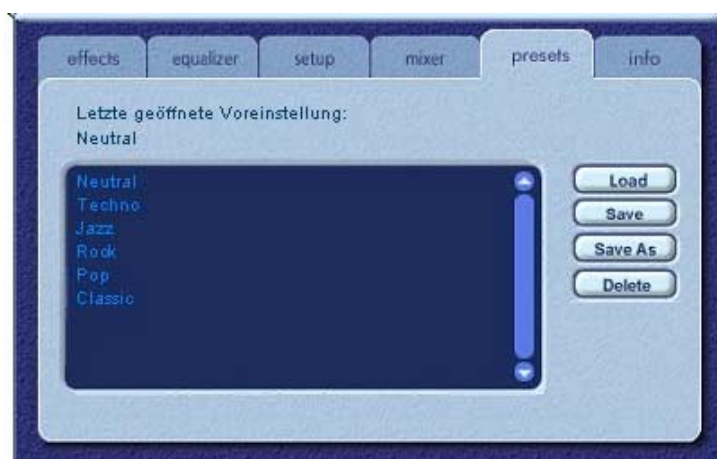 effects equalizer setup mixer presets info
Letzte geöffnete Voreinstellung:
Neutral
Neutral
Techno
Jazz
Rock
Pop
Classic
Load
Save
Save As
Delete